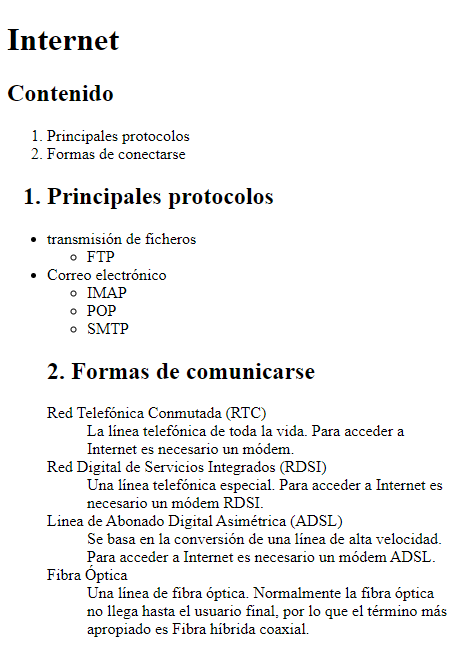 Internet
Contenido
1. Principales protocolos
2. Formas de conectarse
1. Principales protocolos
• transmisión de ficheros
○ FTP
• Correo electrónico
○ IMAP
○ POP
○ SMTP
2. Formas de comunicarse
Red Telefónica Conmutada (RTC)
La línea telefónica de toda la vida. Para acceder a
Internet es necesario un módem.
Red Digital de Servicios Integrados (RDSI)
Una línea telefónica especial. Para acceder a Internet es
necesario un módem RDSI.
Linea de Abonado Digital Asimétrica (ADSL)
Se basa en la conversión de una línea de alta velocidad.
Para acceder a Internet es necesario un módem ADSL.
Fibra Óptica
Una línea de fibra óptica. Normalmente la fibra óptica
no llega hasta el usuario final, por lo que el término más
apropiado es Fibra híbrida coaxial.